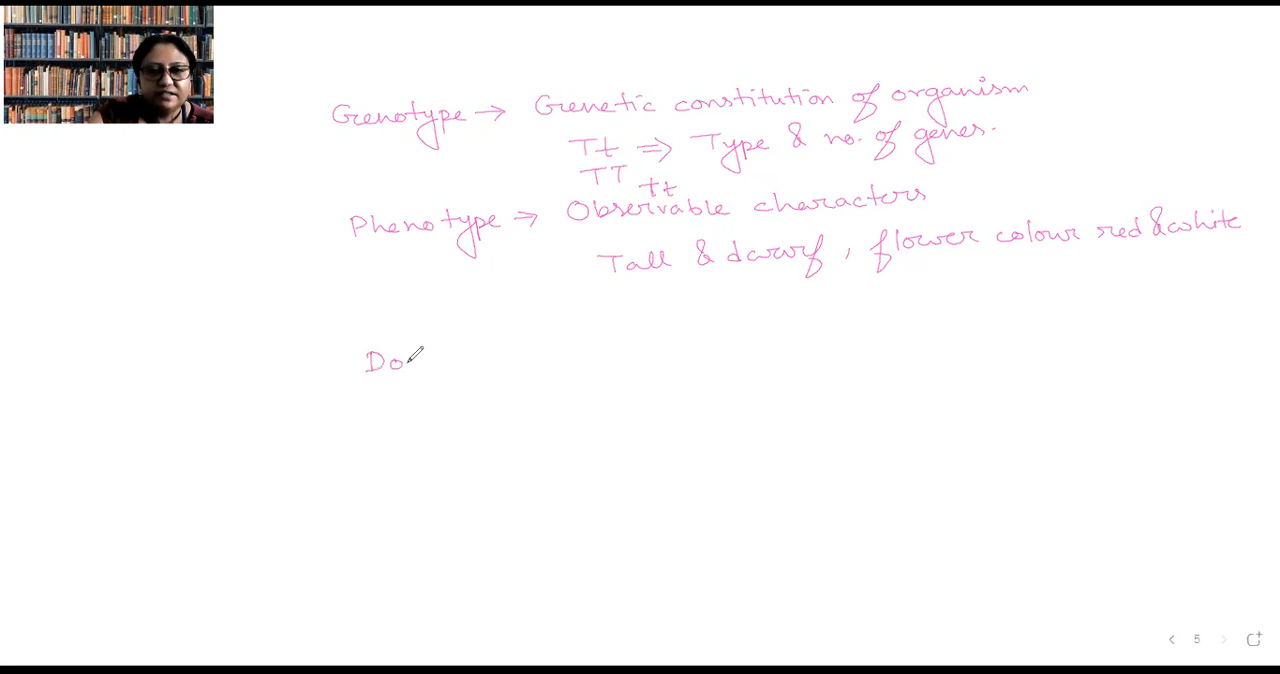 Genotype → Genetic constitution of organism
Tt ⇒ Type & no. of genes.
TT
tt
Phenotype → Observable characters
Tall & dwarf, flower colour red & white
Do
5